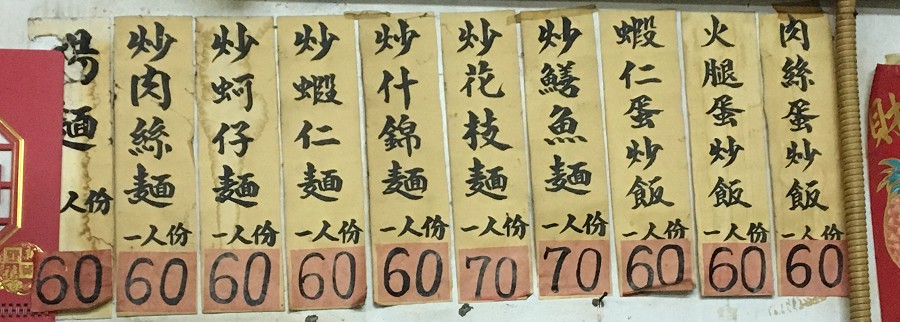 肉絲蛋炒飯
一人份
60
火腿蛋炒飯
一人份
60
蝦仁蛋炒飯
一人份
60
炒鱔魚麵
一人份
70
炒花枝麵
一人份
70
炒什錦麵
一人份
60
炒蝦仁麵
一人份
60
炒蚵仔麵
一人份
60
炒肉絲麵
一人份
60
湯麵
人份
60
財